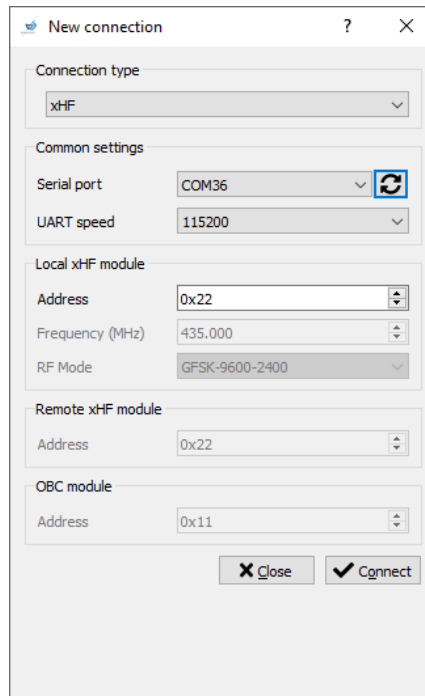 New connection ?
Connection type
xHF
Common settings
Serial port COM36
UART speed 115200
Local xHF module
Address 0x22
Frequency (MHz) 435.000
RF Mode GFSK-9600-2400
Remote xHF module
Address 0x22
OBC module
Address 0x11
Close Connect